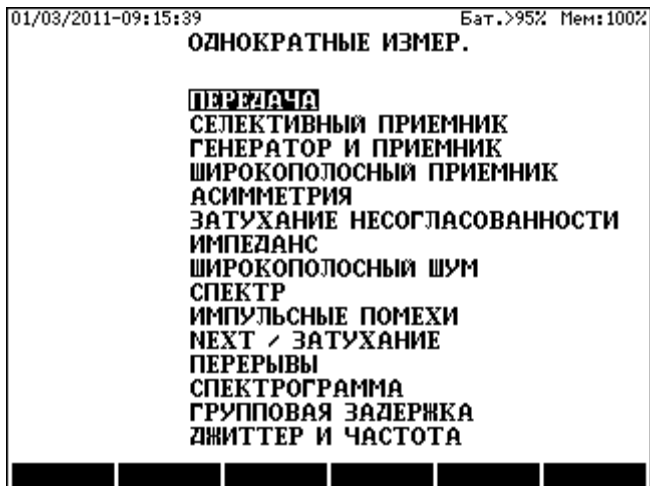 01/03/2011-09:15:39 Бат.>95% Мем:100%
ОДНОКРАТНЫЕ ИЗМЕР.
ПЕРЕДАЧА
СЕЛЕКТИВНЫЙ ПРИЕМНИК
ГЕНЕРАТОР И ПРИЕМНИК
ШИРОКОПОЛОСНЫЙ ПРИЕМНИК
АСИММЕТРИЯ
ЗАТУХАНИЕ НЕСОГЛАСОВАННОСТИ
ИМПЕДАНС
ШИРОКОПОЛОСНЫЙ ШУМ
СПЕКТР
ИМПУЛЬСНЫЕ ПОМЕХИ
NEXT / ЗАТУХАНИЕ
ПЕРЕРЫВЫ
СПЕКТРОГРАММА
ГРУППОВАЯ ЗАДЕРЖКА
ДЖИТТЕР И ЧАСТОТА